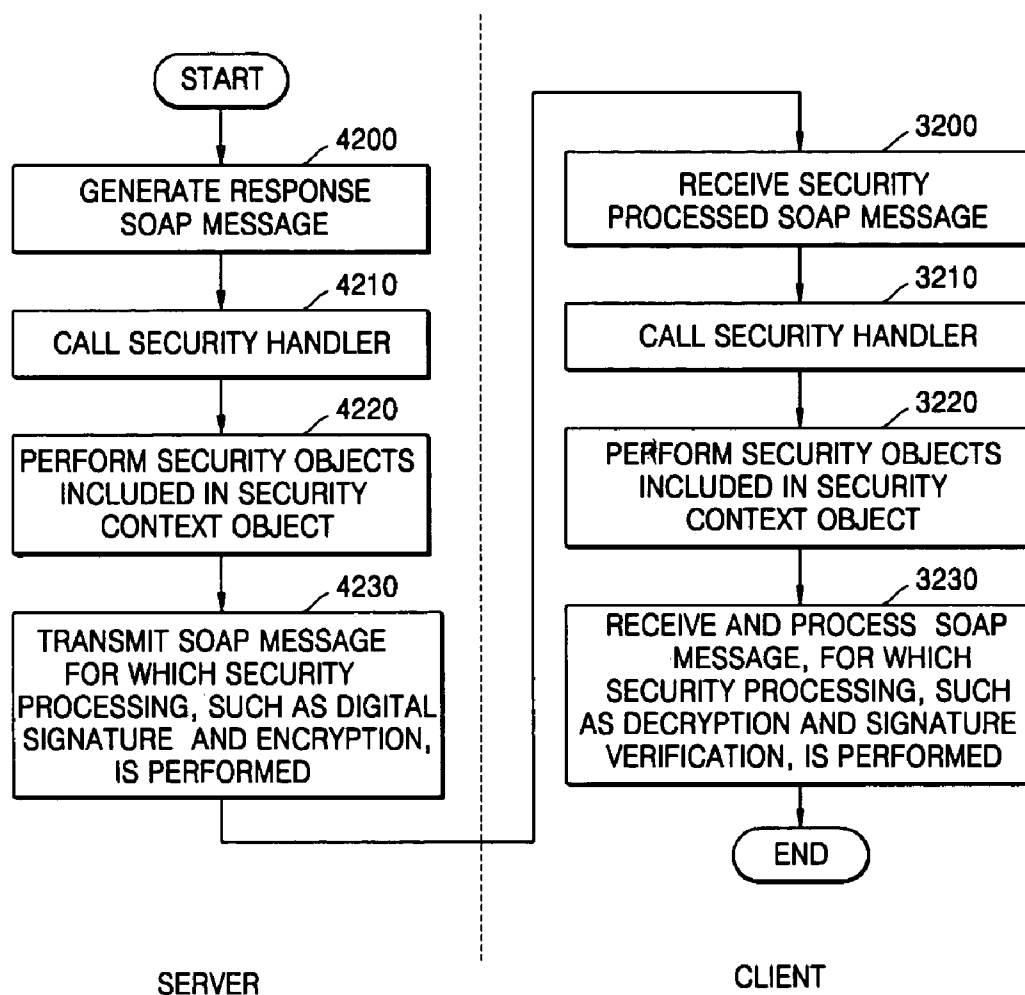 START
4200
GENERATE RESPONSE
SOAP MESSAGE
4210
CALL SECURITY HANDLER
4220
PERFORM SECURITY OBJECTS
INCLUDED IN SECURITY
CONTEXT OBJECT
4230
TRANSMIT SOAP MESSAGE
FOR WHICH SECURITY
PROCESSING, SUCH AS DIGITAL
SIGNATURE AND ENCRYPTION,
IS PERFORMED
SERVER
3200
RECEIVE SECURITY
PROCESSED SOAP MESSAGE
3210
CALL SECURITY HANDLER
3220
PERFORM SECURITY OBJECTS
INCLUDED IN SECURITY
CONTEXT OBJECT
3230
RECEIVE AND PROCESS SOAP
MESSAGE, FOR WHICH
SECURITY PROCESSING, SUCH
AS DECRYPTION AND SIGNATURE
VERIFICATION, IS PERFORMED
END
CLIENT